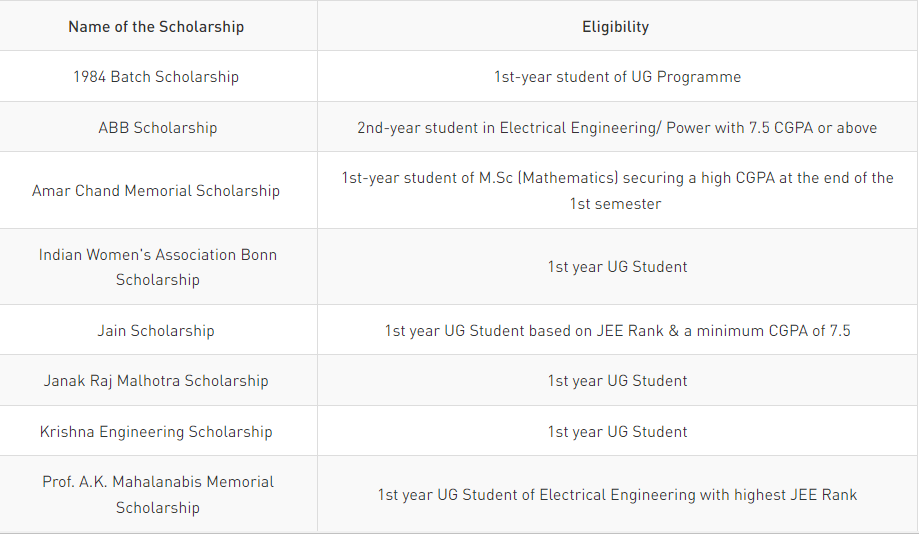 Name of the Scholarship
Eligibility
1984 Batch Scholarship
1st-year student of UG Programme
ABB Scholarship
2nd-year student in Electrical Engineering/ Power with 7.5 CGPA or above
Amar Chand Memorial Scholarship
1st-year student of M.Sc (Mathematics) securing a high CGPA at the end of the
1st semester
Indian Women's Association Bonn
Scholarship
1st year UG Student
Jain Scholarship
1st year UG Student based on JEE Rank & a minimum CGPA of 7.5
Janak Raj Malhotra Scholarship
1st year UG Student
Krishna Engineering Scholarship
1st year UG Student
Prof. A.K. Mahalanabis Memorial
Scholarship
1st year UG Student of Electrical Engineering with highest JEE Rank